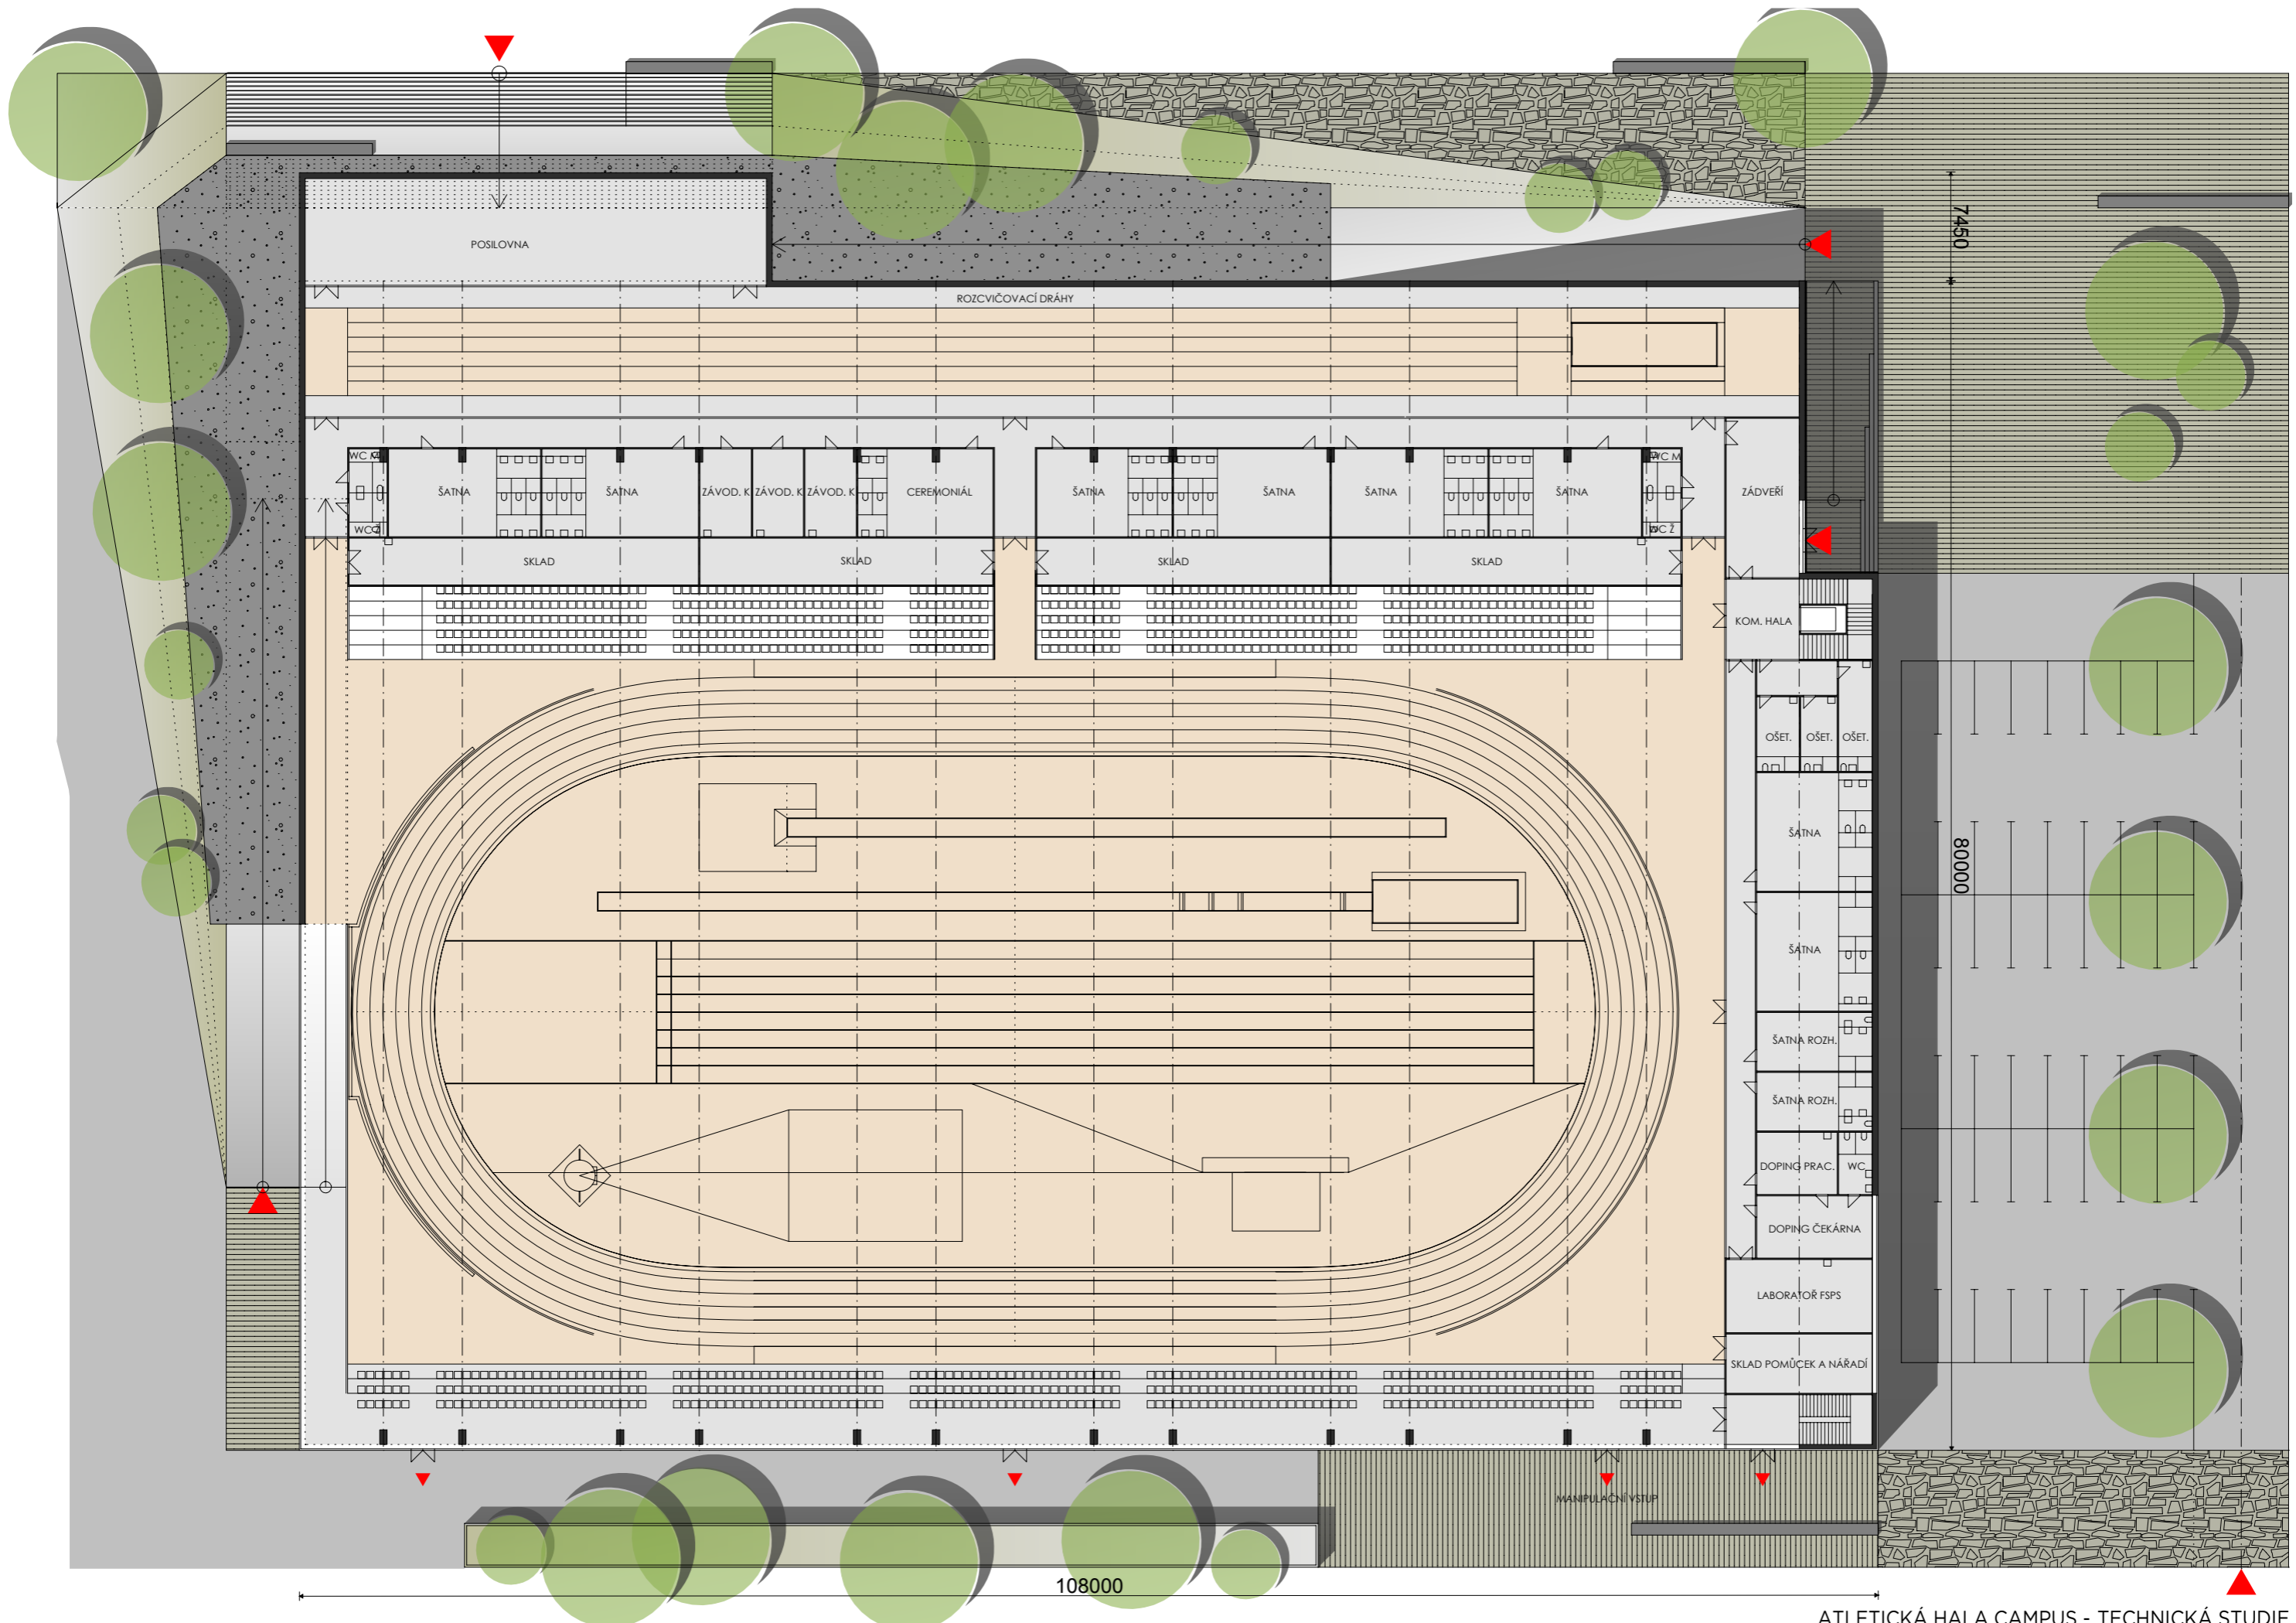 7450
POSILOVNA
ROZCVIČOVACÍ DRÁHY
WC M
ŠATNA
ŠATNA
ZÁVOD. K
ZÁVOD. K
ZÁVOD. K
CEREMONIÁL
ŠATNA
ŠATNA
ŠATNA
ŠATNA
WC M
ZÁDVEŘÍ
WC Ž
WC Ž
SKLAD
SKLAD
SKLAD
SKLAD
KOM. HALA
OŠET.
OŠET.
OŠET.
ŠATNA
80000
ŠATNA
ŠATNA ROZH.
ŠATNA ROZH.
DOPING PRAC.
WC
DOPING ČEKÁRNA
LABORATOŘ FSPS
SKLAD POMŮCEK A NÁŘADÍ
MANIPULAČNÍ VSTUP
108000
ATLETICKÁ HALA CAMPUS - TECHNICKÁ STUDIE